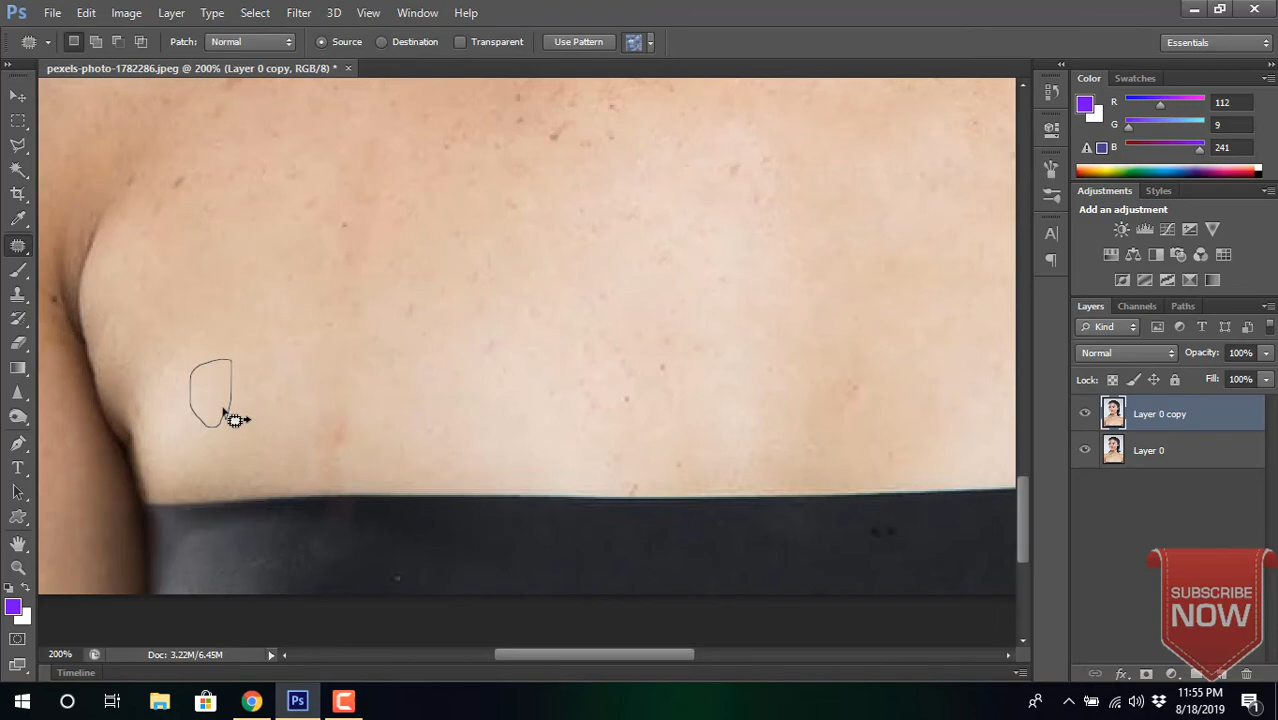 Ps File Edit Image Layer Type Select Filter 3D View Window Help
Patch: Normal Source Destination Transparent Use Pattern Essentials
pexels-photo-1782286.jpeg @ 200% (Layer 0 copy, RGB/8) * ×
Color Swatches
R 112
G 9
B 241
Adjustments Styles
Add an adjustment
Layers Channels Paths
Kind
Normal Opacity: 100%
Lock: Fill: 100%
Layer 0 copy
Layer 0
SUBSCRIBE
NOW
200% Doc: 3.22M/6.45M
Timeline
Ps
11:55 PM
8/18/2019
1